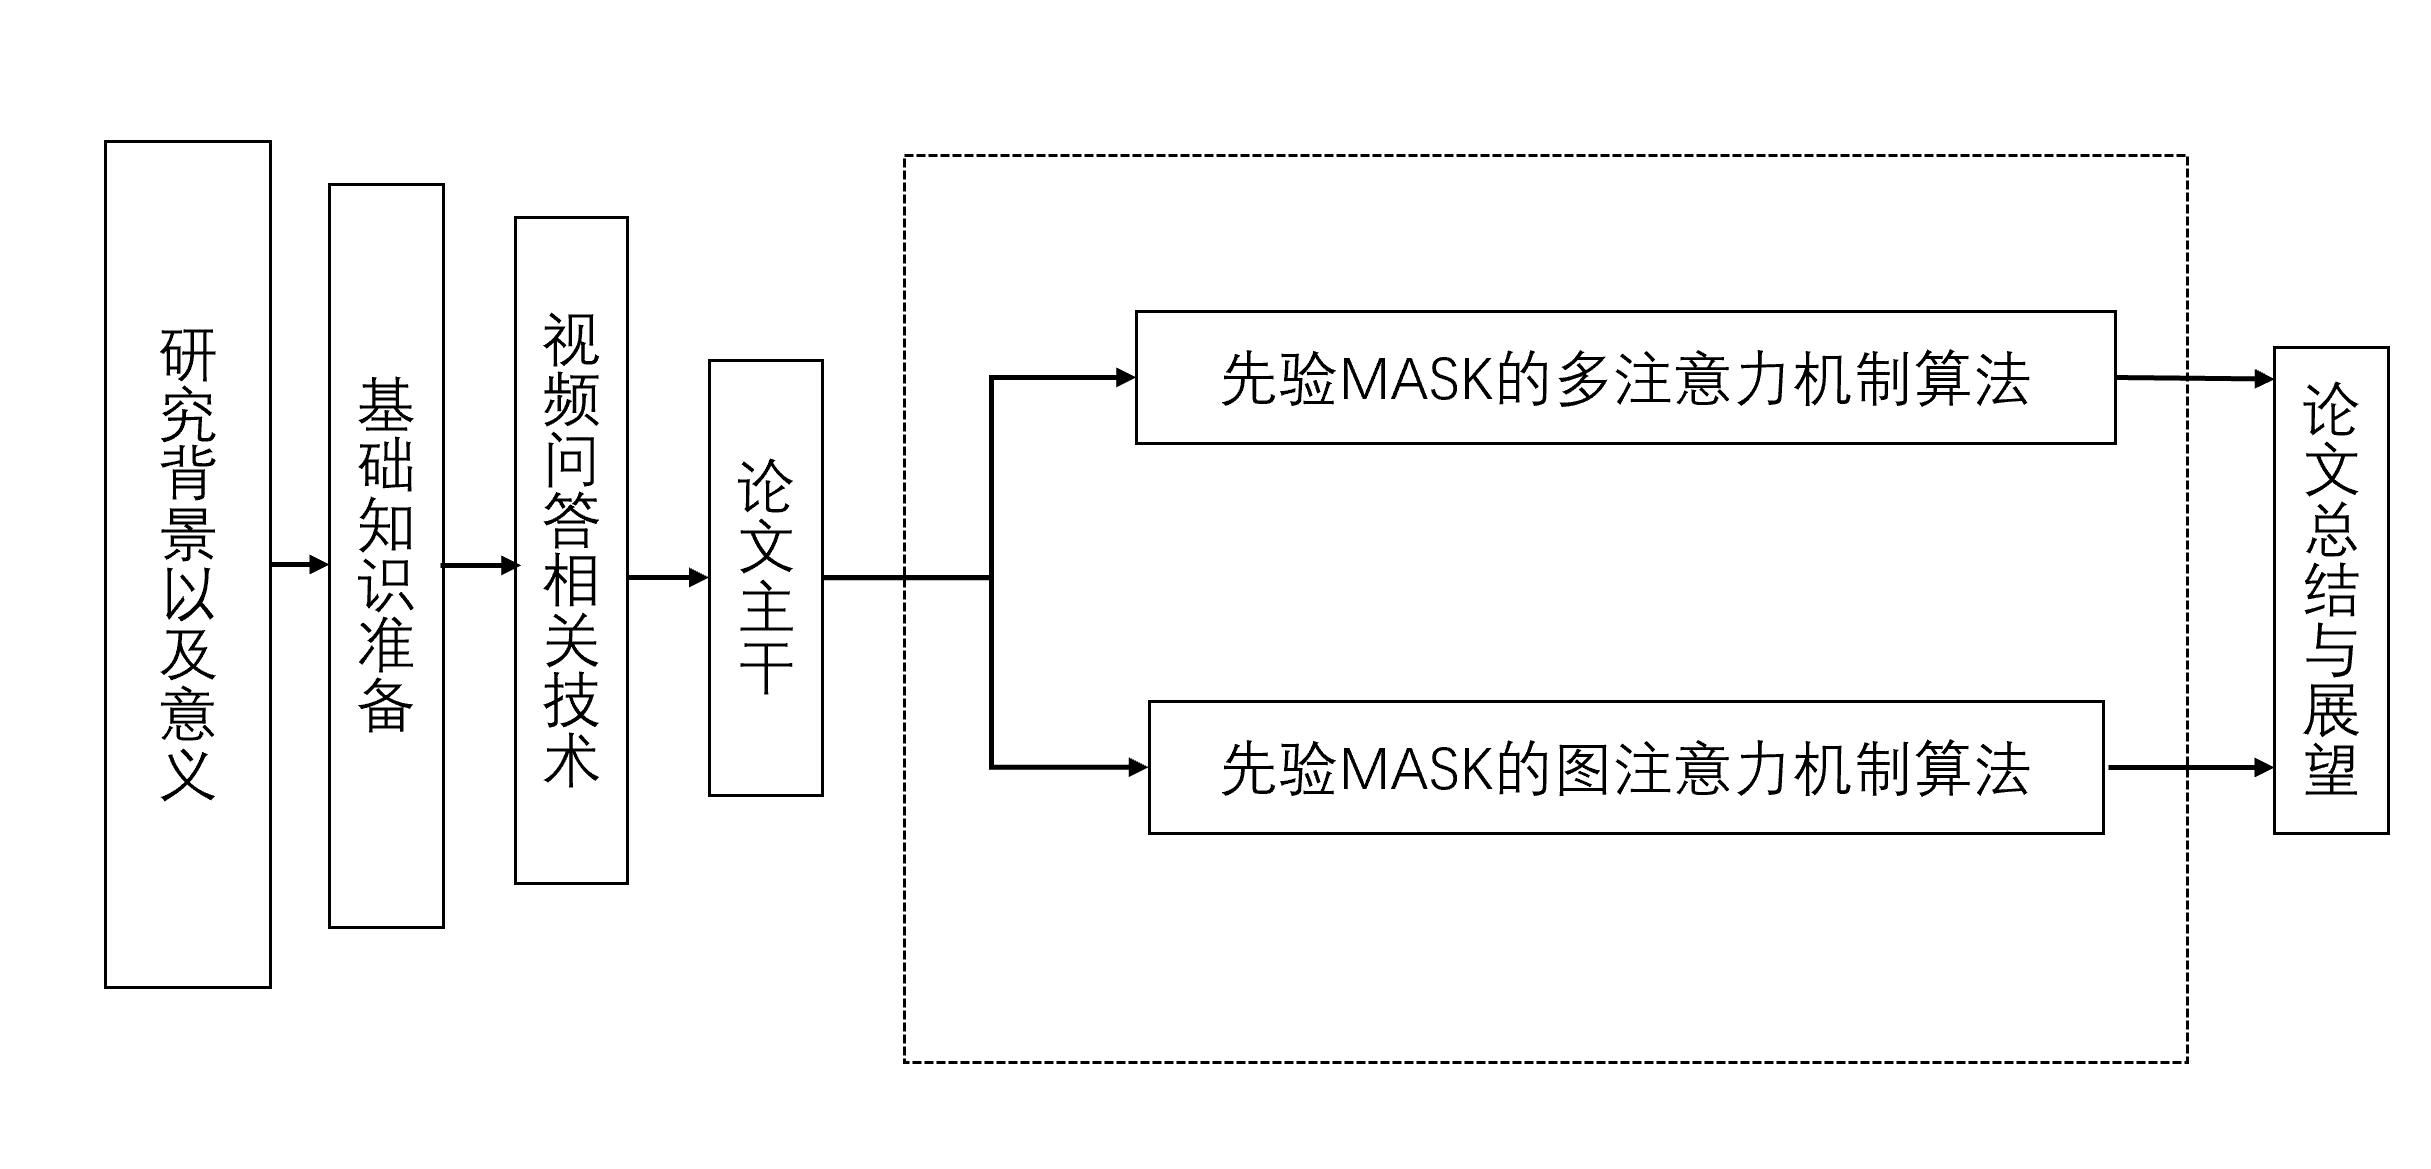 研究背景以及意义
基础知识准备
视频问答相关技术
论文主干
先验MASK的多注意力机制算法
先验MASK的图注意力机制算法
论文总结与展望